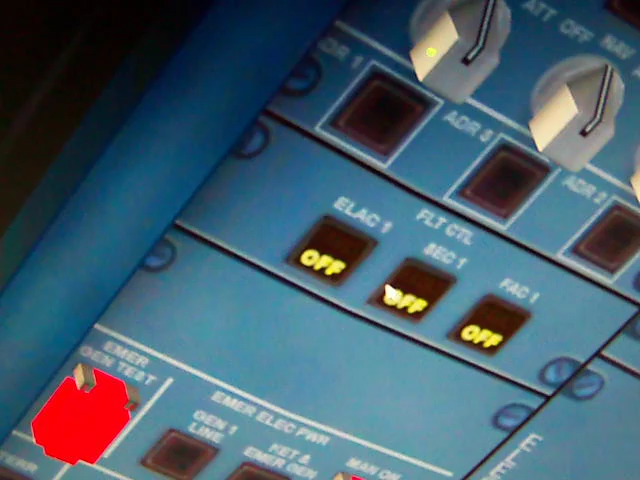 ATT OFF NAV
ADR 1
ADR 3
ADR 2
ELAC 1
FLT CTL
SEC 1
FAC 1
OFF
OFF
OFF
EMER
GEN TEST
EMER ELEC PWR
GEN 1
LINE
EMER GEN
MAN ON